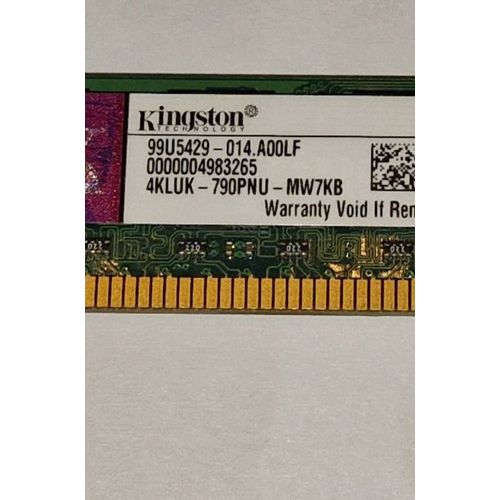 Kingston®
TECHNOLOGY
99U5429-014.A00LF
0000004983265
4KLUK-790PNU-MW7KB
Warranty Void If Rem